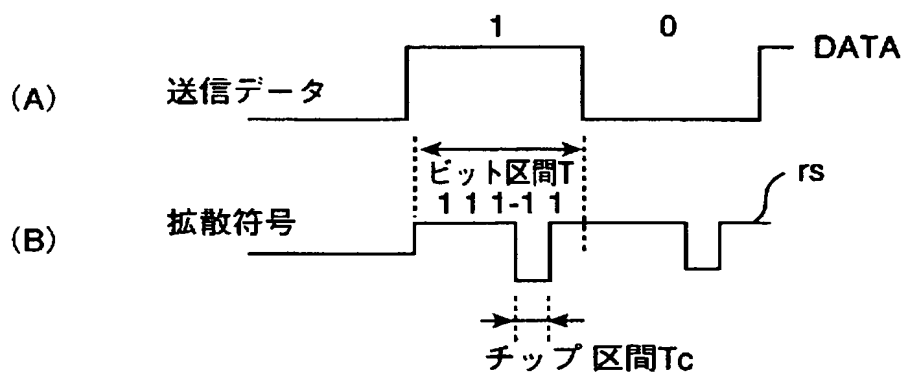 1 0
DATA
(A) 送信データ
ビット区間T
1 1 1-1 1
rs
(B) 拡散符号
チップ 区間Tc